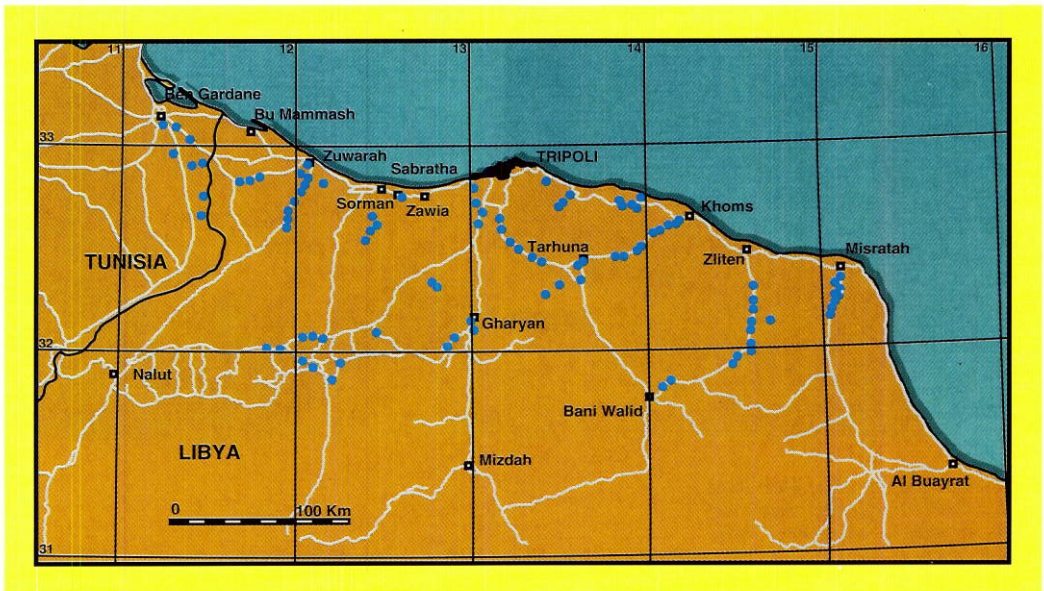 11 12 13 14 15 16
Ben Gardane
Bu Mammash
33
Zuwarah
Sabratha
TRIPOLI
Sorman
Zawia
Khoms
Tarhuna
Zliten
Misratah
TUNISIA
Gharyan
32
Nalut
Bani Walid
LIBYA
Mizdah
Al Buayrat
0 100 Km
31